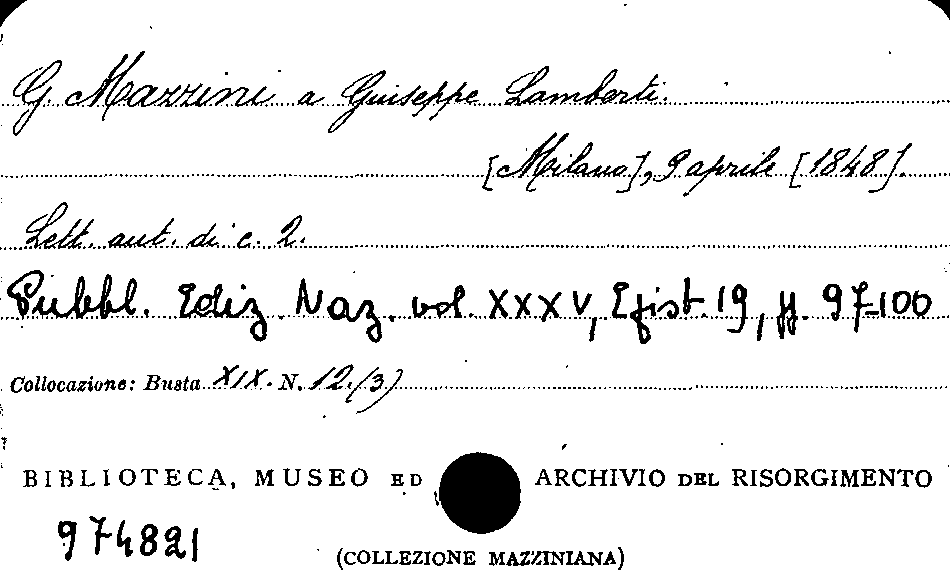 G. Mazzini a Giuseppe Lamberti.
[Milano], 9 aprile [1848].
Lett. aut. di c. 2.
Pubbl. Ediz. Naz. vol. XXXV, Epist. 19, pp. 97-100
Collocazione: Busta XIX. N. 12.(3)
BIBLIOTECA, MUSEO ED ARCHIVIO DEL RISORGIMENTO
974821
(COLLEZIONE MAZZINIANA)